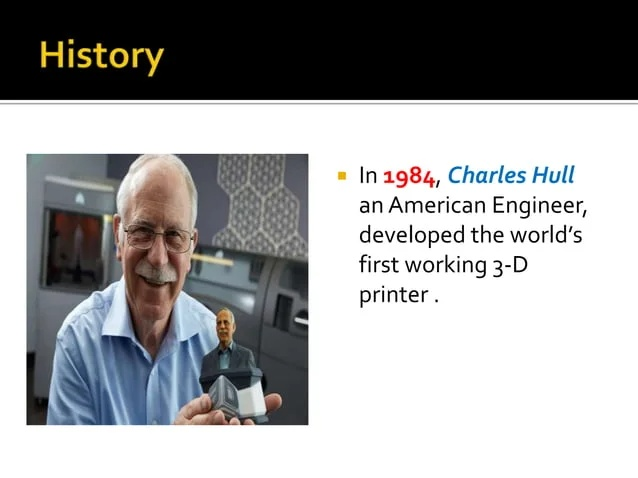 History
In 1984, Charles Hull
an American Engineer,
developed the world’s
first working 3-D
printer .